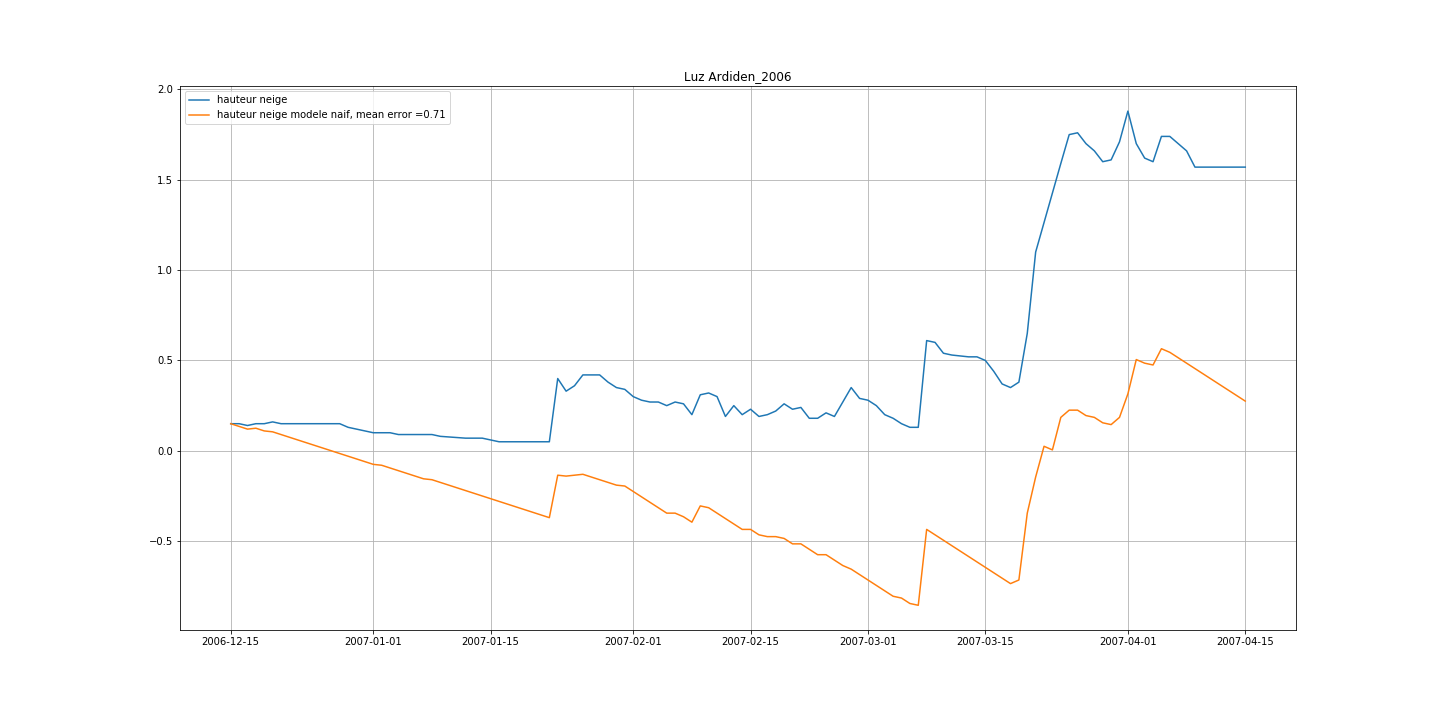 Luz Ardiden_2006
hauteur neige
hauteur neige modele naif, mean error =0.71
2.0
1.5
1.0
0.5
0.0
−0.5
2006-12-15 2007-01-01 2007-01-15 2007-02-01 2007-02-15 2007-03-01 2007-03-15 2007-04-01 2007-04-15